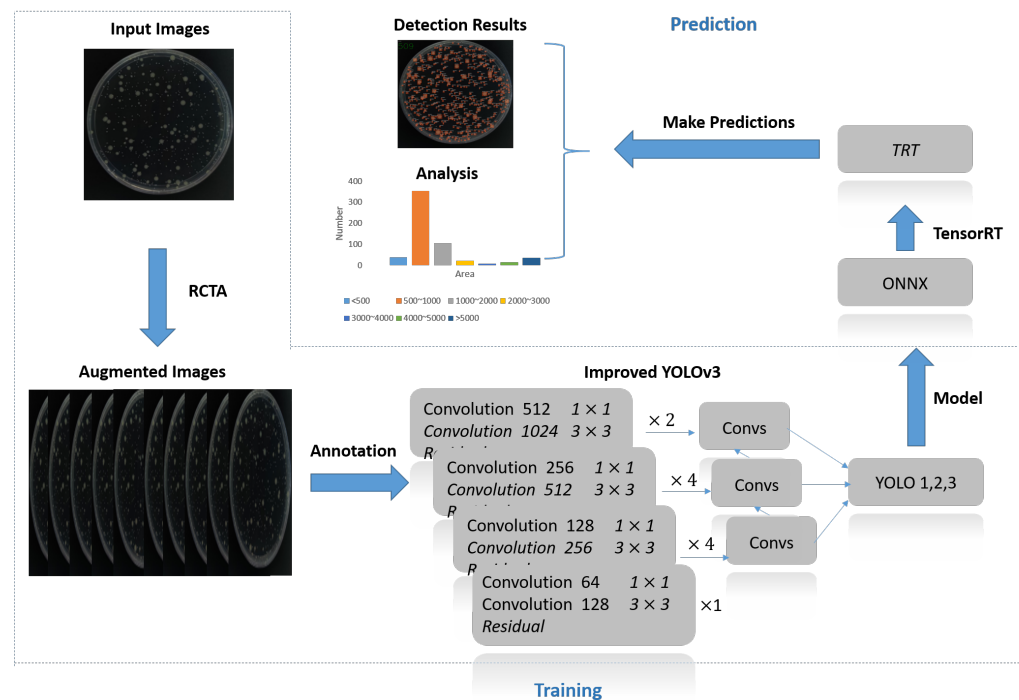 Input Images
RCTA
Augmented Images
Annotation
Detection Results
Analysis
Number
400
300
200
100
0
Area
<500
500~1000
1000~2000
2000~3000
3000~4000
4000~5000
>5000
Prediction
Make Predictions
TRT
TensorRT
ONNX
Model
Improved YOLOv3
Convolution 512 1 × 1
Convolution 1024 3 × 3
× 2
Convs
Convolution 256 1 × 1
Convolution 512 3 × 3
× 4
Convs
Convolution 128 1 × 1
Convolution 256 3 × 3
× 4
Convs
Convolution 64 1 × 1
Convolution 128 3 × 3
Residual
×1
YOLO 1,2,3
Training